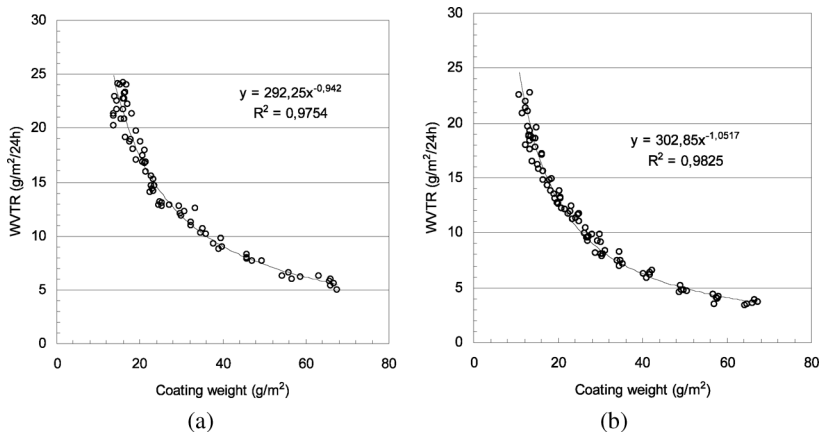 30
25
20
15
10
5
0
WVTR (g/m²/24h)
y = 292,25x⁻⁰,⁹⁴²
R² = 0,9754
0 20 40 60 80
Coating weight (g/m²)
(a)
30
25
20
15
10
5
0
WVTR (g/m²/24h)
y = 302,85x⁻¹,⁰⁵¹⁷
R² = 0,9825
0 20 40 60 80
Coating weight (g/m²)
(b)